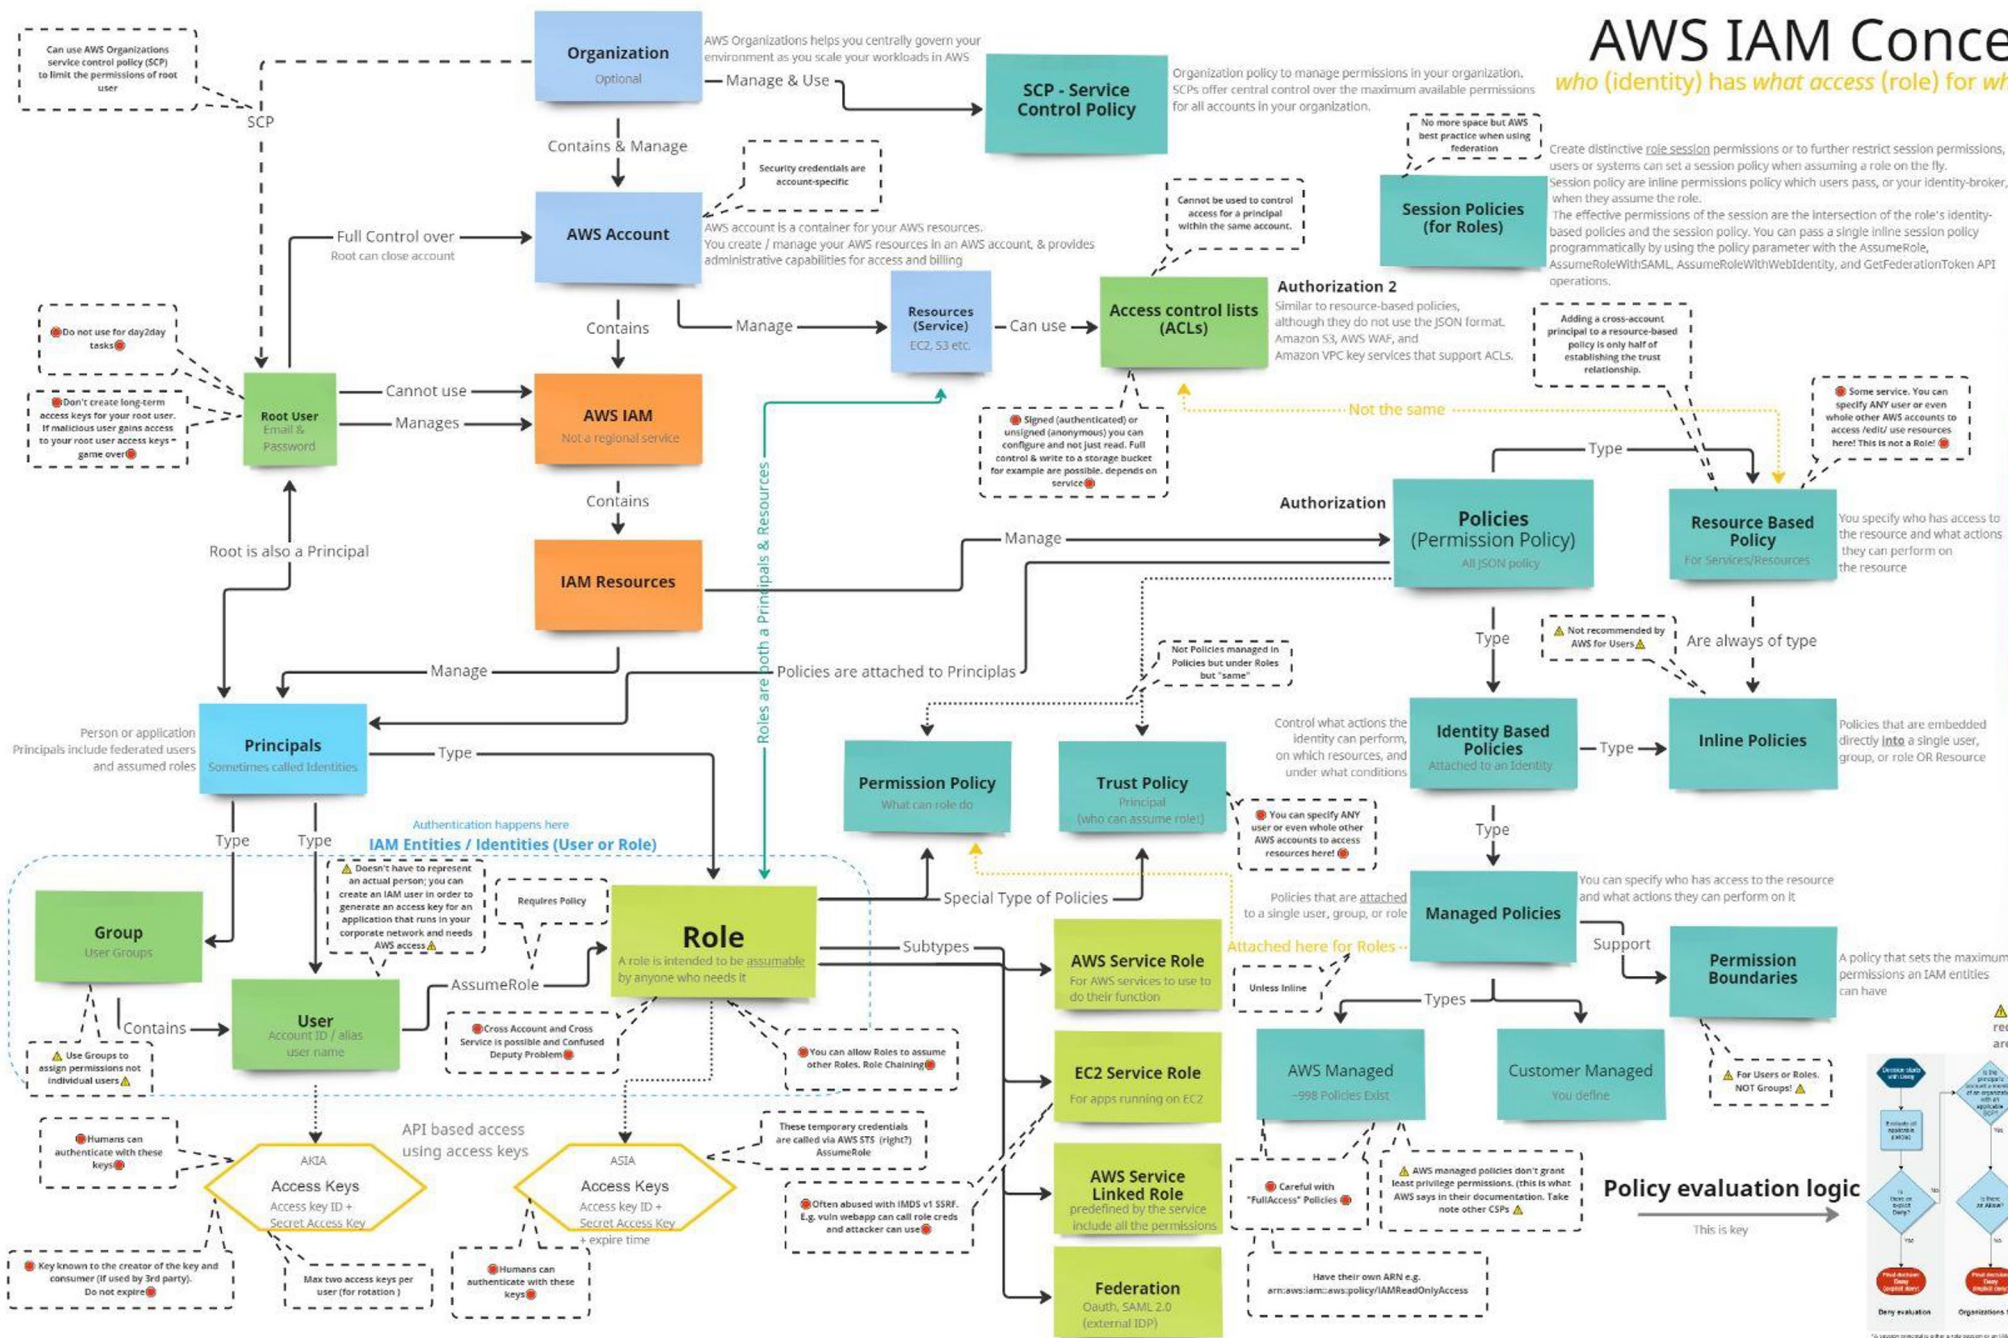 AWS IAM Conce
who (identity) has what access (role) for wh
Can use AWS Organizations
service control policy (SCP)
to limit the permissions of root
user
SCP
Organization
Optional
AWS Organizations helps you centrally govern your
environment as you scale your workloads in AWS
Manage & Use
SCP - Service
Control Policy
Organization policy to manage permissions in your organization.
SCPs offer central control over the maximum available permissions
for all accounts in your organization.
Contains & Manage
Security credentials are
account-specific
No more space but AWS
best practice when using
federation
Session Policies
(for Roles)
Create distinctive role session permissions or to further restrict session permissions,
users or systems can set a session policy when assuming a role on the fly.
Session policy are inline permissions policy which users pass, or your identity-broker,
when they assume the role.
The effective permissions of the session are the intersection of the role's identity-
based policies and the session policy. You can pass a single inline session policy
programmatically by using the policy parameter with the AssumeRole,
AssumeRoleWithSAML, AssumeRoleWithWebIdentity, and GetFederationToken API
operations.
Full Control over
Root can close account
AWS Account
AWS account is a container for your AWS resources.
You create / manage your AWS resources in an AWS account, & provides
administrative capabilities for access and billing
Cannot be used to control
access for a principal
within the same account.
Contains
Manage
Resources
(Service)
EC2, S3 etc.
Can use
Access control lists
(ACLs)
Authorization 2
Similar to resource-based policies,
although they do not use the JSON format.
Amazon S3, AWS WAF, and
Amazon VPC key services that support ACLs.
Adding a cross-account
principal to a resource-based
policy is only half of
establishing the trust
relationship.
Do not use for day2day
tasks
Don't create long-term
access keys for your root user.
If malicious user gains access
to your root user access keys =
game over
Root User
Email &
Password
Cannot use
Manages
AWS IAM
Not a regional service
Signed (authenticated) or
unsigned (anonymous) you can
configure and not just read. Full
control & write to a storage bucket
for example are possible. depends on
service
Not the same
Some service. You can
specify ANY user or even
whole other AWS accounts to
access /edit/ use resources
here! This is not a Role!
Type
Contains
Authorization
Policies
(Permission Policy)
All JSON policy
Resource Based
Policy
For Services/Resources
You specify who has access to
the resource and what actions
they can perform on
the resource
Root is also a Principal
IAM Resources
Manage
Roles are both a Principals & Resources
Manage
Policies are attached to Principlas
Not Policies managed in
Policies but under Roles
but "same"
Type
Not recommended by
AWS for Users
Are always of type
Person or application
Principals include federated users
and assumed roles
Principals
Sometimes called Identities
Type
Permission Policy
What can role do
Trust Policy
Principal
(who can assume role!)
Control what actions the
identity can perform,
on which resources, and
under what conditions
Identity Based
Policies
Attached to an Identity
Type
Inline Policies
Policies that are embedded
directly into a single user,
group, or role OR Resource
You can specify ANY
user or even whole other
AWS accounts to access
resources here!
Type
Type
Type
Authentication happens here
IAM Entities / Identities (User or Role)
Group
User Groups
Doesn't have to represent
an actual person; you can
create an IAM user in order to
generate an access key for an
application that runs in your
corporate network and needs
AWS access
Requires Policy
Role
A role is intended to be assumable
by anyone who needs it
Special Type of Policies
Policies that are attached
to a single user, group, or role
Managed Policies
You can specify who has access to the resource
and what actions they can perform on it
Subtypes
Attached here for Roles
Unless Inline
Support
Permission
Boundaries
A policy that sets the maximum
permissions an IAM entities
can have
AssumeRole
AWS Service Role
For AWS services to use to
do their function
Types
Contains
User
Account ID / alias
user name
Use Groups to
assign permissions not
individual users
Cross Account and Cross
Service is possible and Confused
Deputy Problem
You can allow Roles to assume
other Roles. Role Chaining
EC2 Service Role
For apps running on EC2
AWS Managed
~998 Policies Exist
Customer Managed
You define
For Users or Roles.
NOT Groups!
Humans can
authenticate with these
keys
AKIA
Access Keys
Access key ID +
Secret Access Key
API based access
using access keys
ASIA
Access Keys
Access key ID +
Secret Access Key
+ expire time
These temporary credentials
are called via AWS STS (right?)
AssumeRole
Often abused with IMDS v1 SSRF.
E.g. vuln webapp can call role creds
and attacker can use
AWS Service
Linked Role
predefined by the service
include all the permissions
Careful with
"FullAccess" Policies
AWS managed policies don't grant
least privilege permissions. (this is what
AWS says in their documentation. Take
note other CSPs
Policy evaluation logic
This is key
Key known to the creator of the key and
consumer (if used by 3rd party).
Do not expire
Max two access keys per
user (for rotation )
Humans can
authenticate with these
keys
Federation
Oauth, SAML 2.0
(external IDP)
Have their own ARN e.g.
arn:aws:iam::aws:policy/IAMReadOnlyAccess
Decision starts
with Deny
Evaluate all
applicable
policies
Is
there an
explicit
Deny?
No
Yes
Is there
an Allow?
Yes
No
Final decision
Deny
(explicit deny)
Deny evaluation